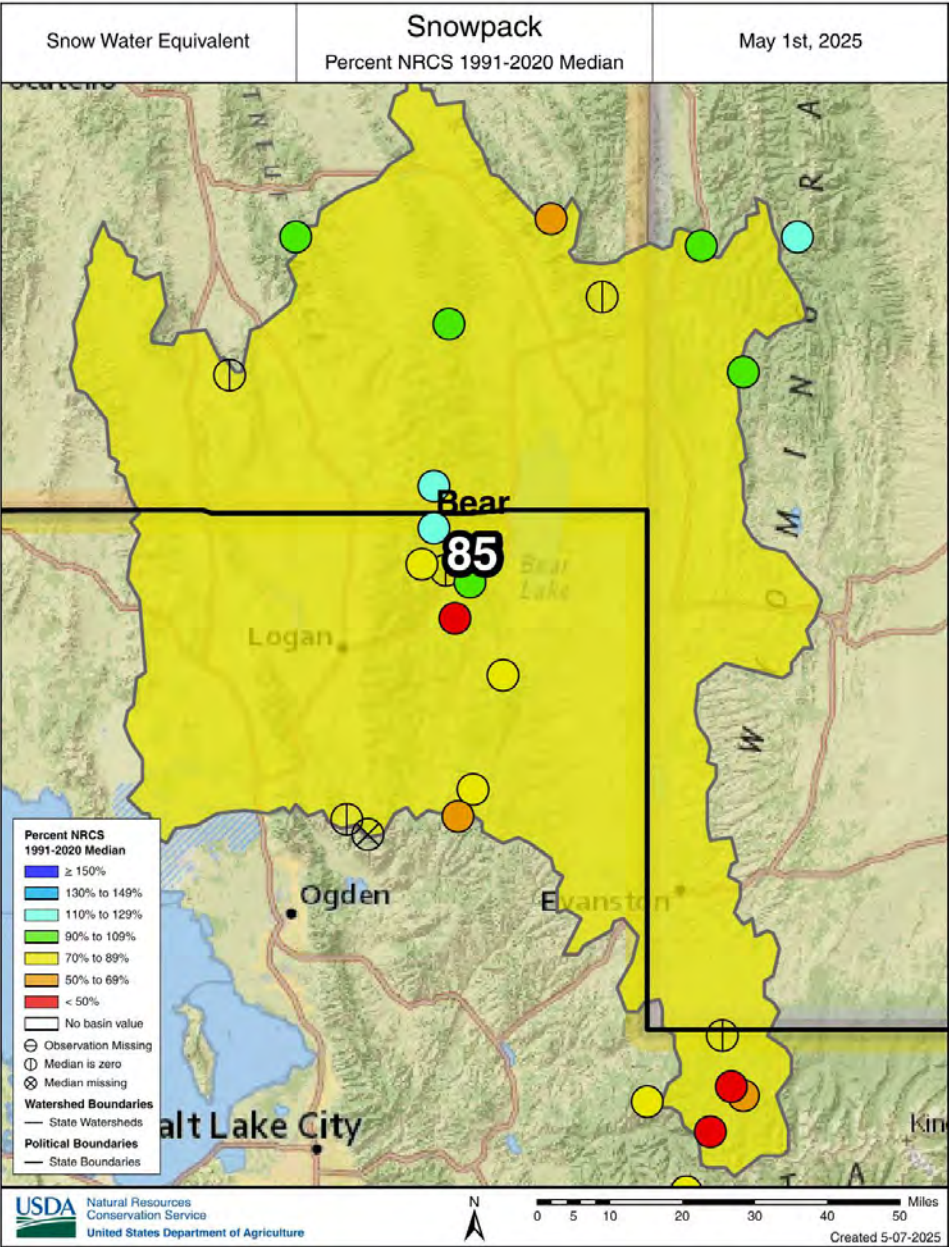 Snow Water Equivalent
Snowpack
Percent NRCS 1991-2020 Median
May 1st, 2025
Bear
85
Bear
Lake
Logan
Ogden
Evanston
alt Lake City
Kin
W Y O M I N G R A
T A
Percent NRCS
1991-2020 Median
≥ 150%
130% to 149%
110% to 129%
90% to 109%
70% to 89%
50% to 69%
< 50%
No basin value
Observation Missing
Median is zero
Median missing
Watershed Boundaries
State Watersheds
Political Boundaries
State Boundaries
USDA
Natural Resources
Conservation Service
United States Department of Agriculture
N
Miles
0 5 10 20 30 40 50
Created 5-07-2025